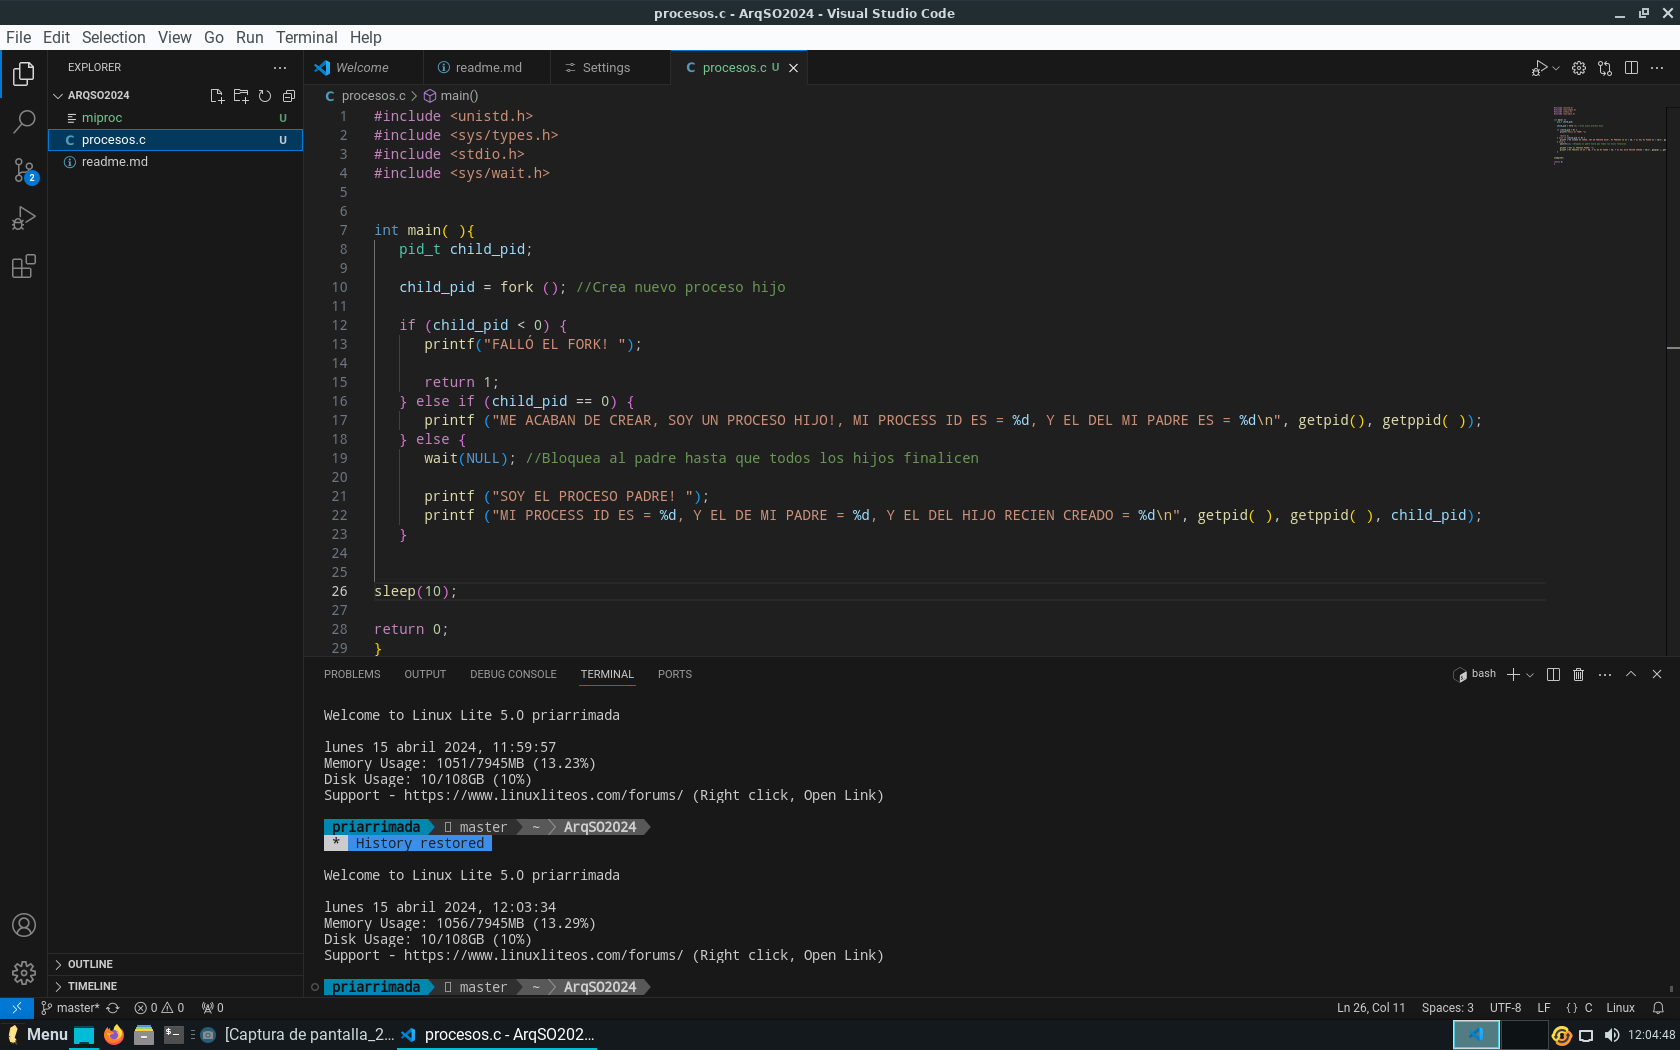 procesos.c - ArqSO2024 - Visual Studio Code
File Edit Selection View Go Run Terminal Help
EXPLORER
ARQSO2024
miproc U
procesos.c U
readme.md
2
OUTLINE
TIMELINE
Welcome readme.md Settings procesos.c U
procesos.c main()
1 #include <unistd.h>
2 #include <sys/types.h>
3 #include <stdio.h>
4 #include <sys/wait.h>
5
6
7 int main( ){
8 pid_t child_pid;
9
10 child_pid = fork (); //Crea nuevo proceso hijo
11
12 if (child_pid < 0) {
13 printf("FALLÓ EL FORK! ");
14
15 return 1;
16 } else if (child_pid == 0) {
17 printf ("ME ACABAN DE CREAR, SOY UN PROCESO HIJO!, MI PROCESS ID ES = %d, Y EL DEL MI PADRE ES = %d\n", getpid(), getppid( ));
18 } else {
19 wait(NULL); //Bloquea al padre hasta que todos los hijos finalicen
20
21 printf ("SOY EL PROCESO PADRE! ");
22 printf ("MI PROCESS ID ES = %d, Y EL DE MI PADRE = %d, Y EL DEL HIJO RECIEN CREADO = %d\n", getpid( ), getppid( ), child_pid);
23 }
24
25
26 sleep(10);
27
28 return 0;
29 }
PROBLEMS OUTPUT DEBUG CONSOLE TERMINAL PORTS
bash
Welcome to Linux Lite 5.0 priarrimada
lunes 15 abril 2024, 11:59:57
Memory Usage: 1051/7945MB (13.23%)
Disk Usage: 10/108GB (10%)
Support - https://www.linuxliteos.com/forums/ (Right click, Open Link)
priarrimada master ~ ArqSO2024
* History restored
Welcome to Linux Lite 5.0 priarrimada
lunes 15 abril 2024, 12:03:34
Memory Usage: 1056/7945MB (13.29%)
Disk Usage: 10/108GB (10%)
Support - https://www.linuxliteos.com/forums/ (Right click, Open Link)
priarrimada master ~ ArqSO2024
master* 0 0 0 Ln 26, Col 11 Spaces: 3 UTF-8 LF {} C Linux
Menu [Captura de pantalla_2... procesos.c - ArqSO202... 12:04:48